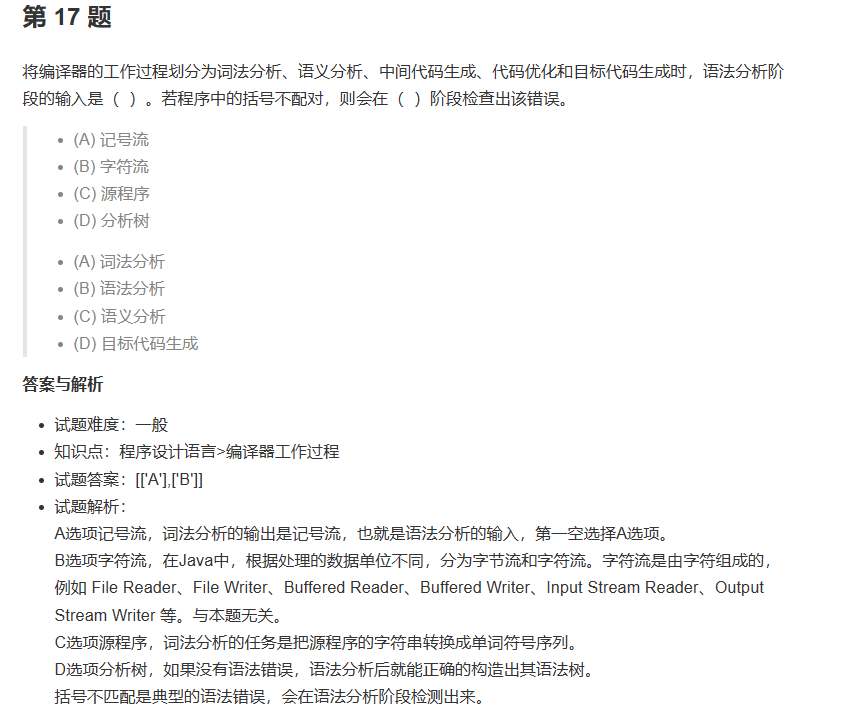 第 17 题
将编译器的工作过程划分为词法分析、语义分析、中间代码生成、代码优化和目标代码生成时，语法分析阶
段的输入是（ ）。若程序中的括号不配对，则会在（ ）阶段检查出该错误。
• (A) 记号流
• (B) 字符流
• (C) 源程序
• (D) 分析树
• (A) 词法分析
• (B) 语法分析
• (C) 语义分析
• (D) 目标代码生成
答案与解析
• 试题难度：一般
• 知识点：程序设计语言>编译器工作过程
• 试题答案：[['A'],['B']]
• 试题解析：
A选项记号流，词法分析的输出是记号流，也就是语法分析的输入，第一空选择A选项。
B选项字符流，在Java中，根据处理的数据单位不同，分为字节流和字符流。字符流是由字符组成的，
例如 File Reader、File Writer、Buffered Reader、Buffered Writer、Input Stream Reader、Output
Stream Writer 等。与本题无关。
C选项源程序，词法分析的任务是把源程序的字符串转换成单词符号序列。
D选项分析树，如果没有语法错误，语法分析后就能正确的构造出其语法树。
括号不匹配是典型的语法错误，会在语法分析阶段检测出来。